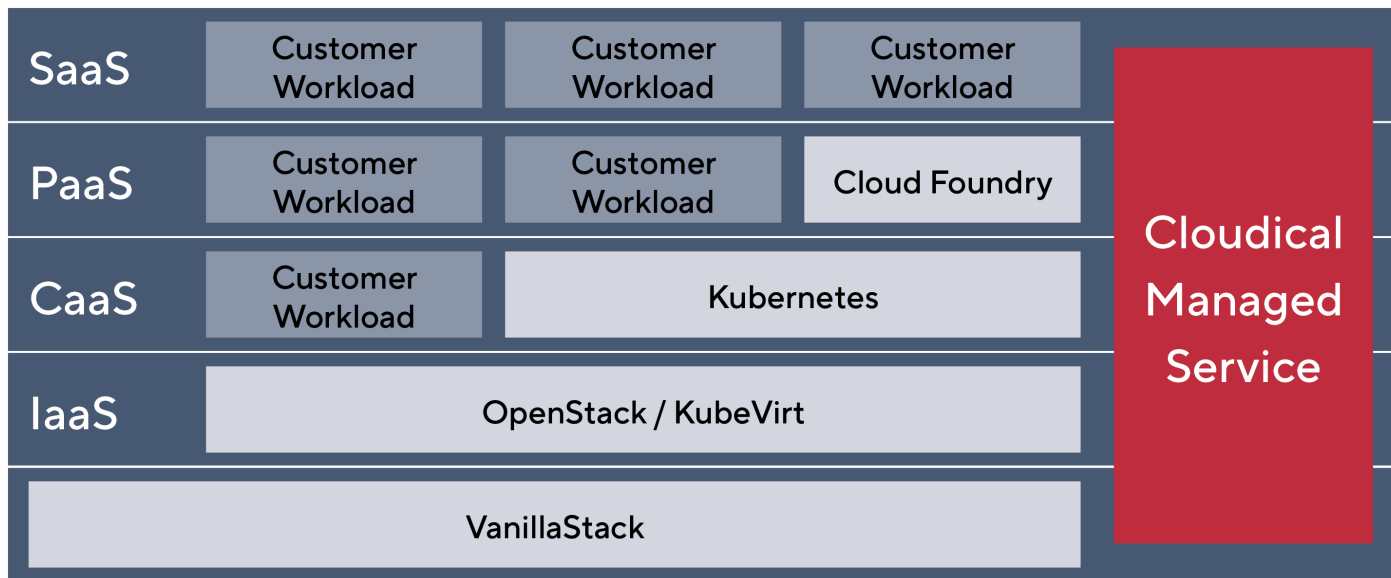 SaaS
Customer
Workload
Customer
Workload
Customer
Workload
PaaS
Customer
Workload
Customer
Workload
Cloud Foundry
CaaS
Customer
Workload
Kubernetes
IaaS
OpenStack / KubeVirt
VanillaStack
Cloudical
Managed
Service